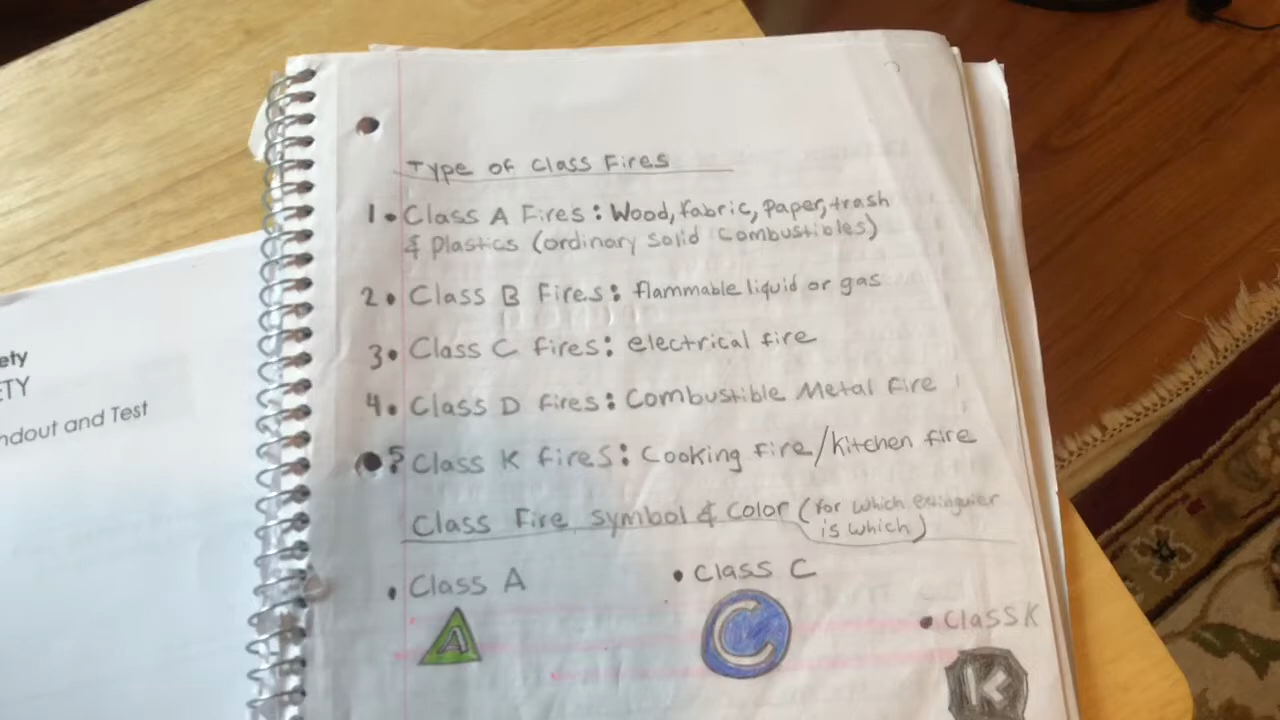 Type of Class Fires
1. Class A Fires: Wood, fabric, paper, trash
& Plastics (ordinary solid combustibles)
2. Class B Fires: flammable liquid or gas
3. Class C fires: electrical fire
4. Class D fires: Combustible Metal fire
5 Class K fires: Cooking fire/kitchen fire
Class Fire symbol & color (for which
is which)
• Class A
• Class C
• Class K
A
C
K
ety
ETY
ndout and Test